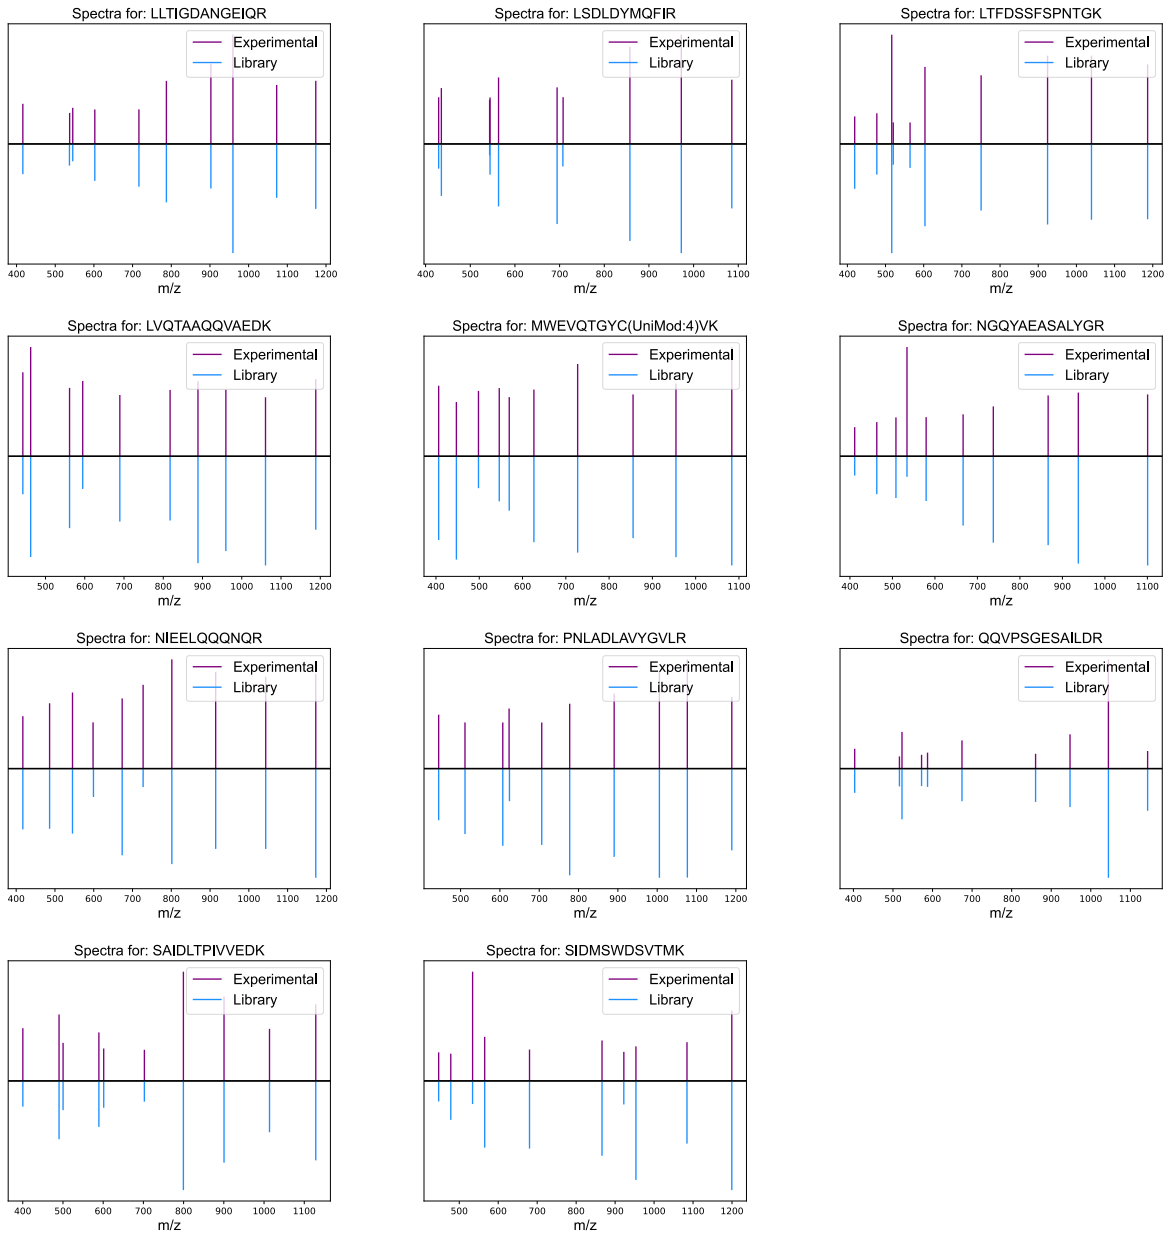 Spectra for: LLTIGDANGEIQR
Experimental
Library
400 500 600 700 800 900 1000 1100 1200
m/z
Spectra for: LSDLDYMQFIR
Experimental
Library
400 500 600 700 800 900 1000 1100
m/z
Spectra for: LTFDSSFSPNTGK
Experimental
Library
400 500 600 700 800 900 1000 1100 1200
m/z
Spectra for: LVQTAAQQVAEDK
Experimental
Library
500 600 700 800 900 1000 1100 1200
m/z
Spectra for: MWEVQTGYC(UniMod:4)VK
Experimental
Library
400 500 600 700 800 900 1000 1100
m/z
Spectra for: NGQYAEASALYGR
Experimental
Library
400 500 600 700 800 900 1000 1100
m/z
Spectra for: NIEELQQQNQR
Experimental
Library
400 500 600 700 800 900 1000 1100 1200
m/z
Spectra for: PNLADLAVYGVLR
Experimental
Library
500 600 700 800 900 1000 1100 1200
m/z
Spectra for: QQVPSGESAILDR
Experimental
Library
400 500 600 700 800 900 1000 1100
m/z
Spectra for: SAIDLTPIVVEDK
Experimental
Library
400 500 600 700 800 900 1000 1100
m/z
Spectra for: SIDMSWDSVTMK
Experimental
Library
500 600 700 800 900 1000 1100 1200
m/z